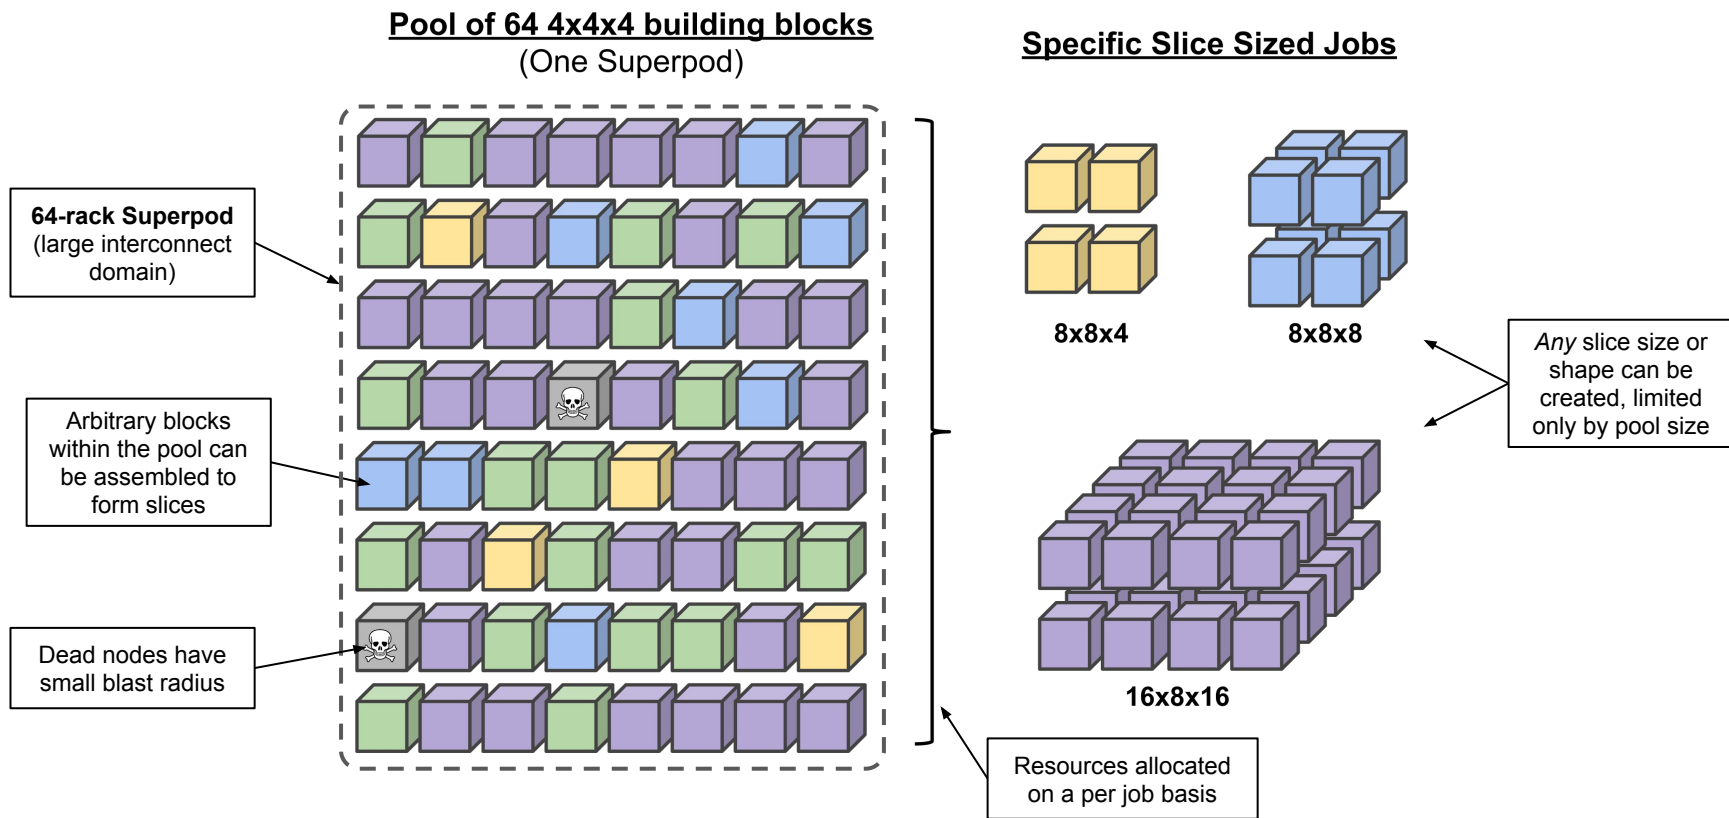 Pool of 64 4x4x4 building blocks
(One Superpod)
Specific Slice Sized Jobs
64-rack Superpod
(large interconnect
domain)
8x8x4
8x8x8
Any slice size or
shape can be
created, limited
only by pool size
Arbitrary blocks
within the pool can
be assembled to
form slices
Dead nodes have
small blast radius
16x8x16
Resources allocated
on a per job basis